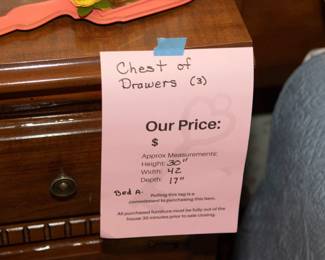 Chest of
Drawers (3)
Our Price:
$
Approx Measurements:
Height: 30"
Width: 42
Depth: 17"
Bed A.
Pulling this tag is a
commitment to purchasing this item.
All purchased furniture must be fully out of the
house 30 minutes prior to sale closing.